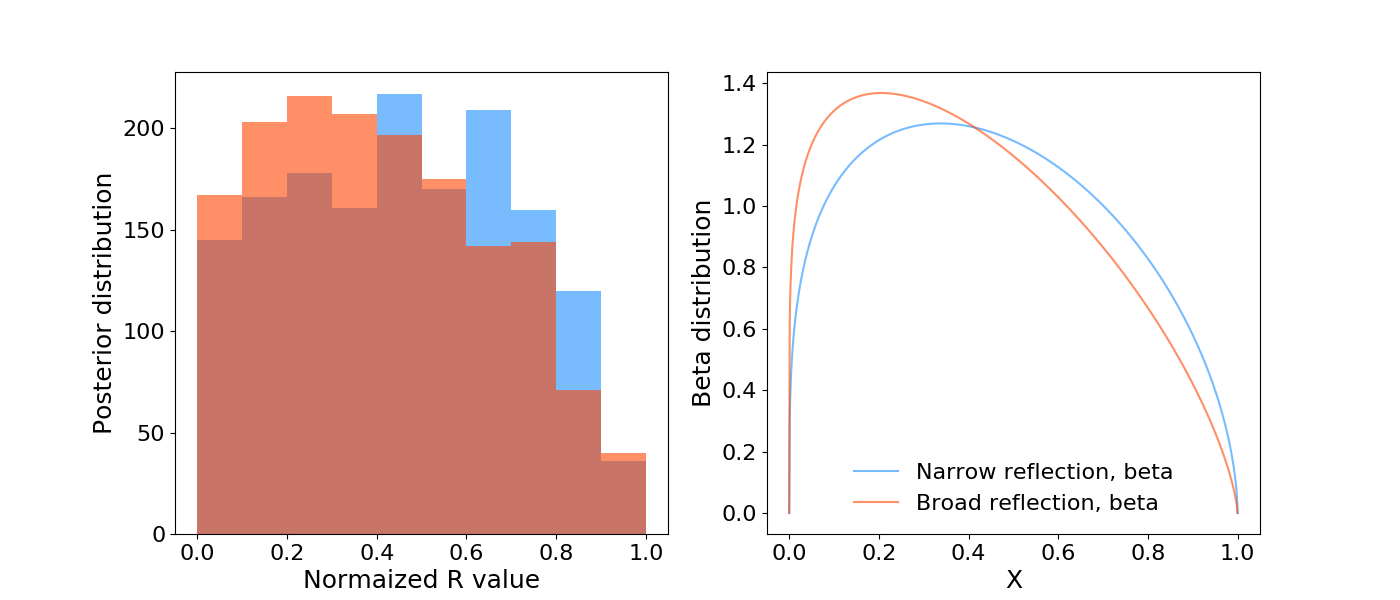 Posterior distribution
200
150
100
50
0
0.0 0.2 0.4 0.6 0.8 1.0
Normaized R value
Beta distribution
1.4
1.2
1.0
0.8
0.6
0.4
0.2
0.0
Narrow reflection, beta
Broad reflection, beta
0.0 0.2 0.4 0.6 0.8 1.0
X